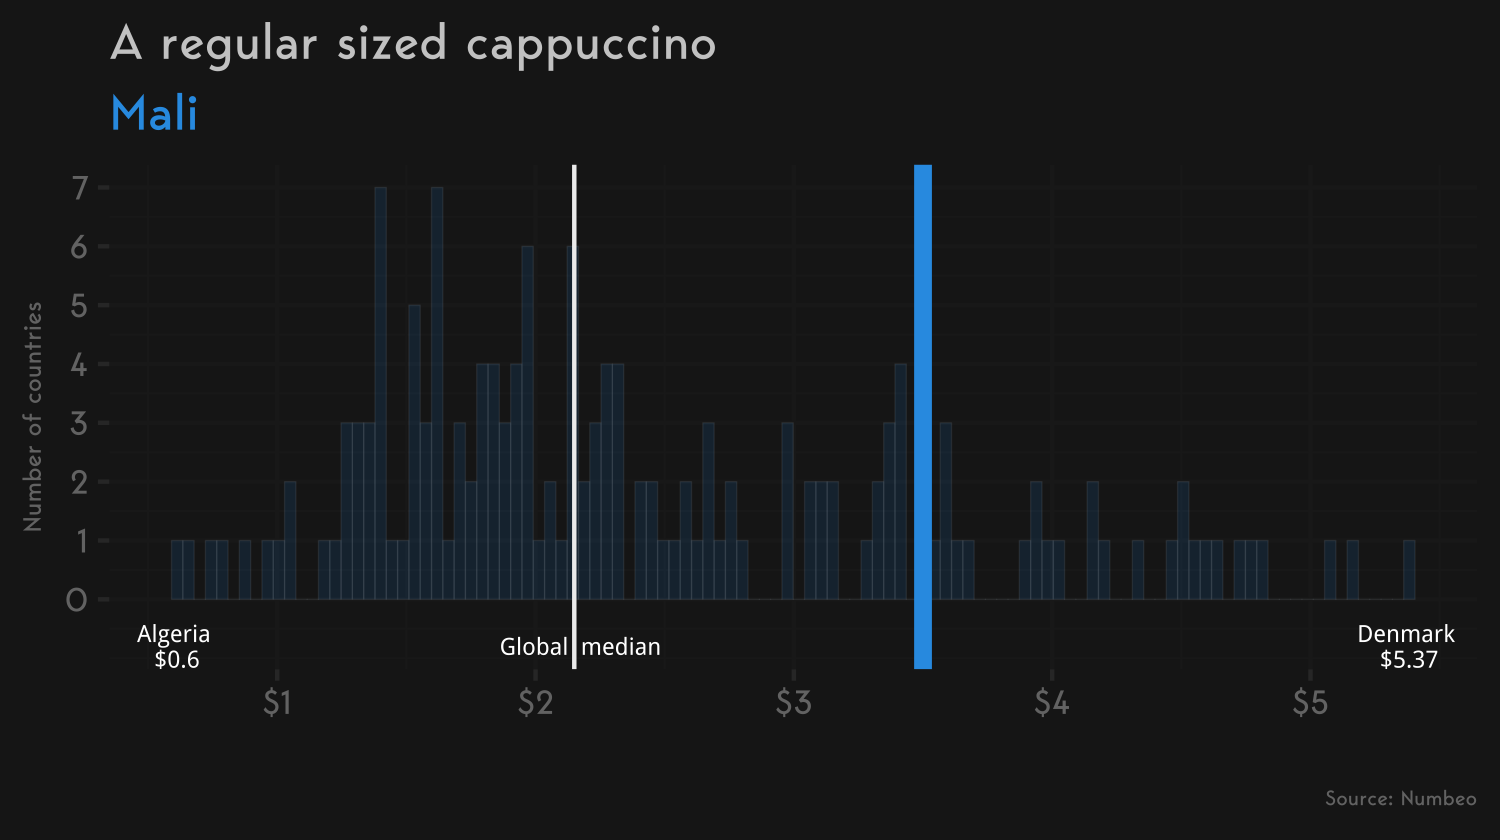 A regular sized cappuccino
Mali
Number of countries
7
6
5
4
3
2
1
0
Algeria
$0.6
Global median
Denmark
$5.37
$1 $2 $3 $4 $5
Source: Numbeo